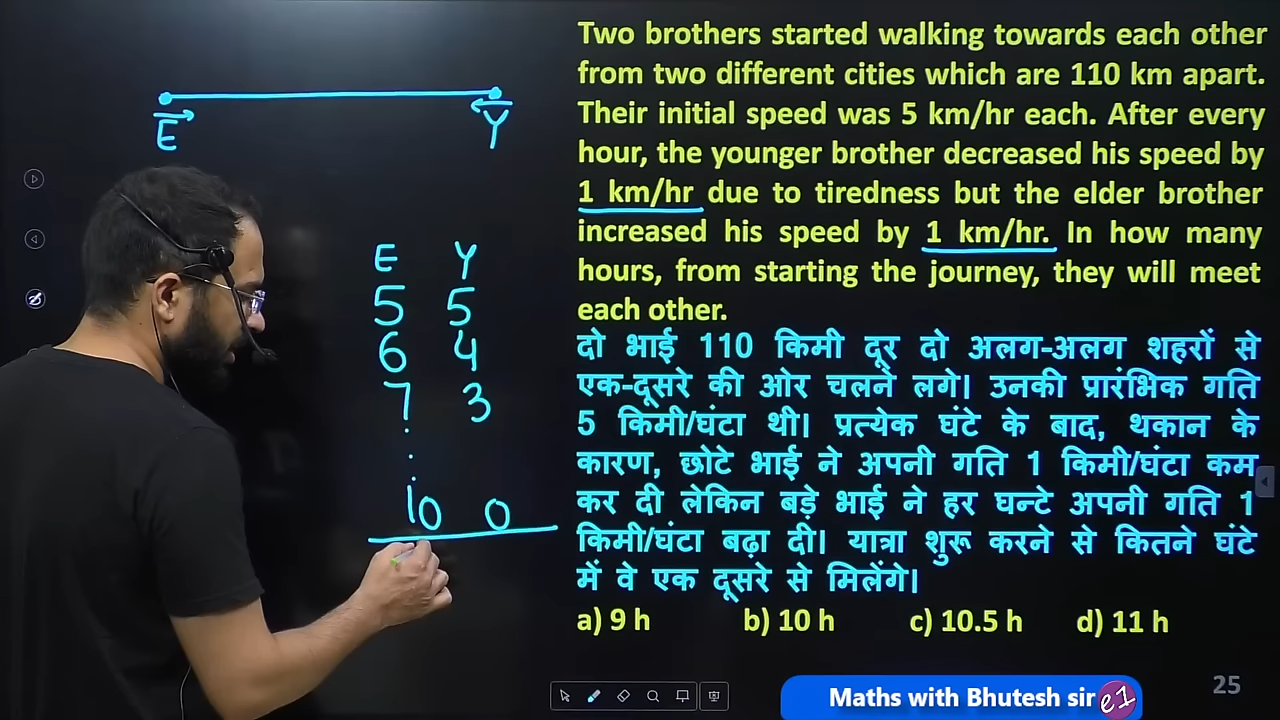 Two brothers started walking towards each other
from two different cities which are 110 km apart.
Their initial speed was 5 km/hr each. After every
hour, the younger brother decreased his speed by
1 km/hr due to tiredness but the elder brother
increased his speed by 1 km/hr. In how many
hours, from starting the journey, they will meet
each other.
दो भाई 110 किमी दूर दो अलग-अलग शहरों से
एक-दूसरे की ओर चलने लगे। उनकी प्रारंभिक गति
5 किमी/घंटा थी। प्रत्येक घंटे के बाद, थकान के
कारण, छोटे भाई ने अपनी गति 1 किमी/घंटा कम
कर दी लेकिन बड़े भाई ने हर घन्टे अपनी गति 1
किमी/घंटा बढ़ा दी। यात्रा शुरू करने से कितने घंटे
में वे एक दूसरे से मिलेंगे।
a) 9 h b) 10 h c) 10.5 h d) 11 h
E Y
E Y
5 5
6 4
7 3
10 0
Maths with Bhutesh sir e1
25